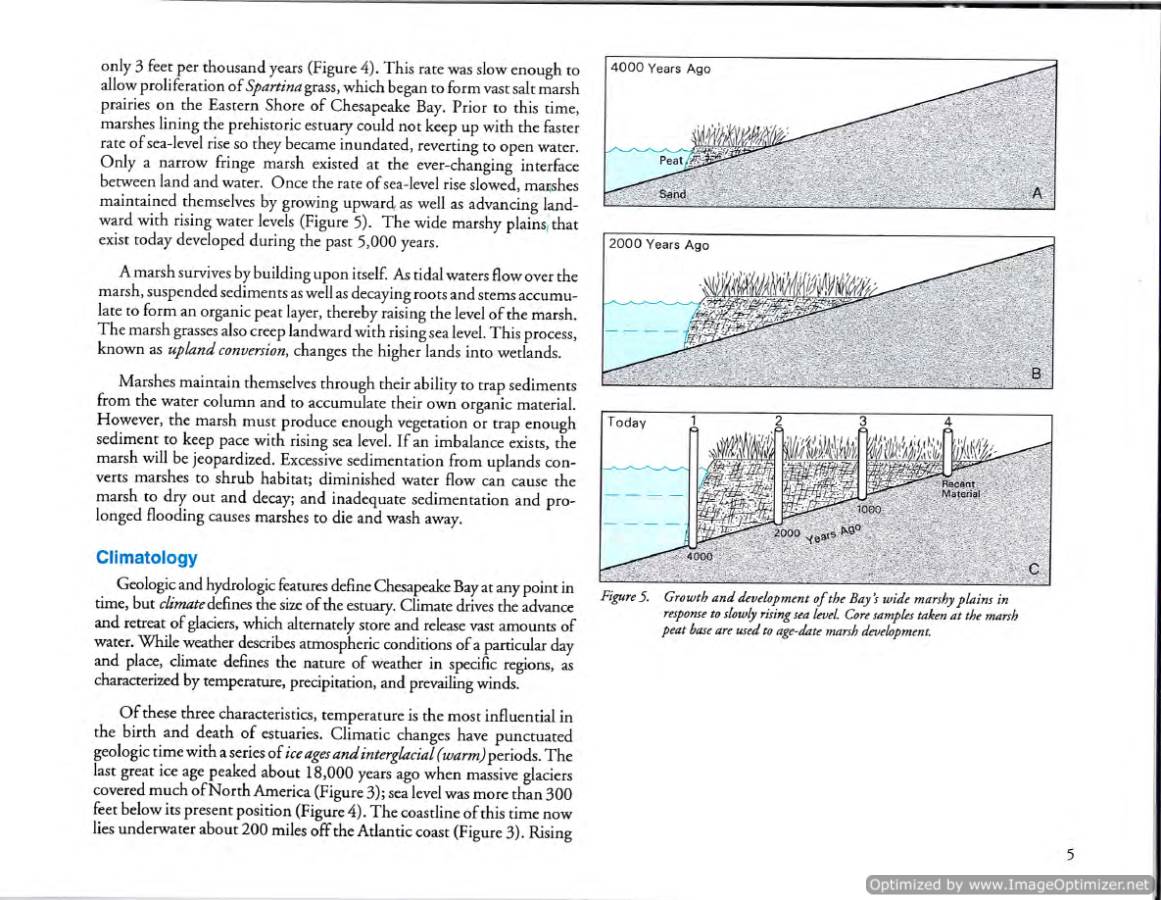 only 3 feet per thousand years (Figure 4). This rate was slow enough to
allow proliferation of Spartina grass, which began to form vast salt marsh
prairies on the Eastern Shore of Chesapeake Bay. Prior to this time,
marshes lining the prehistoric estuary could not keep up with the faster
rate of sea-level rise so they became inundated, reverting to open water.
Only a narrow fringe marsh existed at the ever-changing interface
between land and water. Once the rate of sea-level rise slowed, marshes
maintained themselves by growing upward as well as advancing land-
ward with rising water levels (Figure 5). The wide marshy plains that
exist today developed during the past 5,000 years.
A marsh survives by building upon itself. As tidal waters flow over the
marsh, suspended sediments as well as decaying roots and stems accumu-
late to form an organic peat layer, thereby raising the level of the marsh.
The marsh grasses also creep landward with rising sea level. This process,
known as upland conversion, changes the higher lands into wetlands.
Marshes maintain themselves through their ability to trap sediments
from the water column and to accumulate their own organic material.
However, the marsh must produce enough vegetation or trap enough
sediment to keep pace with rising sea level. If an imbalance exists, the
marsh will be jeopardized. Excessive sedimentation from uplands con-
verts marshes to shrub habitat; diminished water flow can cause the
marsh to dry out and decay; and inadequate sedimentation and pro-
longed flooding causes marshes to die and wash away.
Climatology
Geologic and hydrologic features define Chesapeake Bay at any point in
time, but climate defines the size of the estuary. Climate drives the advance
and retreat of glaciers, which alternately store and release vast amounts of
water. While weather describes atmospheric conditions of a particular day
and place, climate defines the nature of weather in specific regions, as
characterized by temperature, precipitation, and prevailing winds.
Of these three characteristics, temperature is the most influential in
the birth and death of estuaries. Climatic changes have punctuated
geologic time with a series of ice ages and interglacial (warm) periods. The
last great ice age peaked about 18,000 years ago when massive glaciers
covered much of North America (Figure 3); sea level was more than 300
feet below its present position (Figure 4). The coastline of this time now
lies underwater about 200 miles off the Atlantic coast (Figure 3). Rising
4000 Years Ago
Peat
Sand
A
2000 Years Ago
B
Today
1 2 3 4
Recent
Material
1000
2000 Years Ago
4000
C
Figure 5. Growth and development of the Bay's wide marshy plains in
response to slowly rising sea level. Core samples taken at the marsh
peat base are used to age-date marsh development.
5
Optimized by www.ImageOptimizer.net